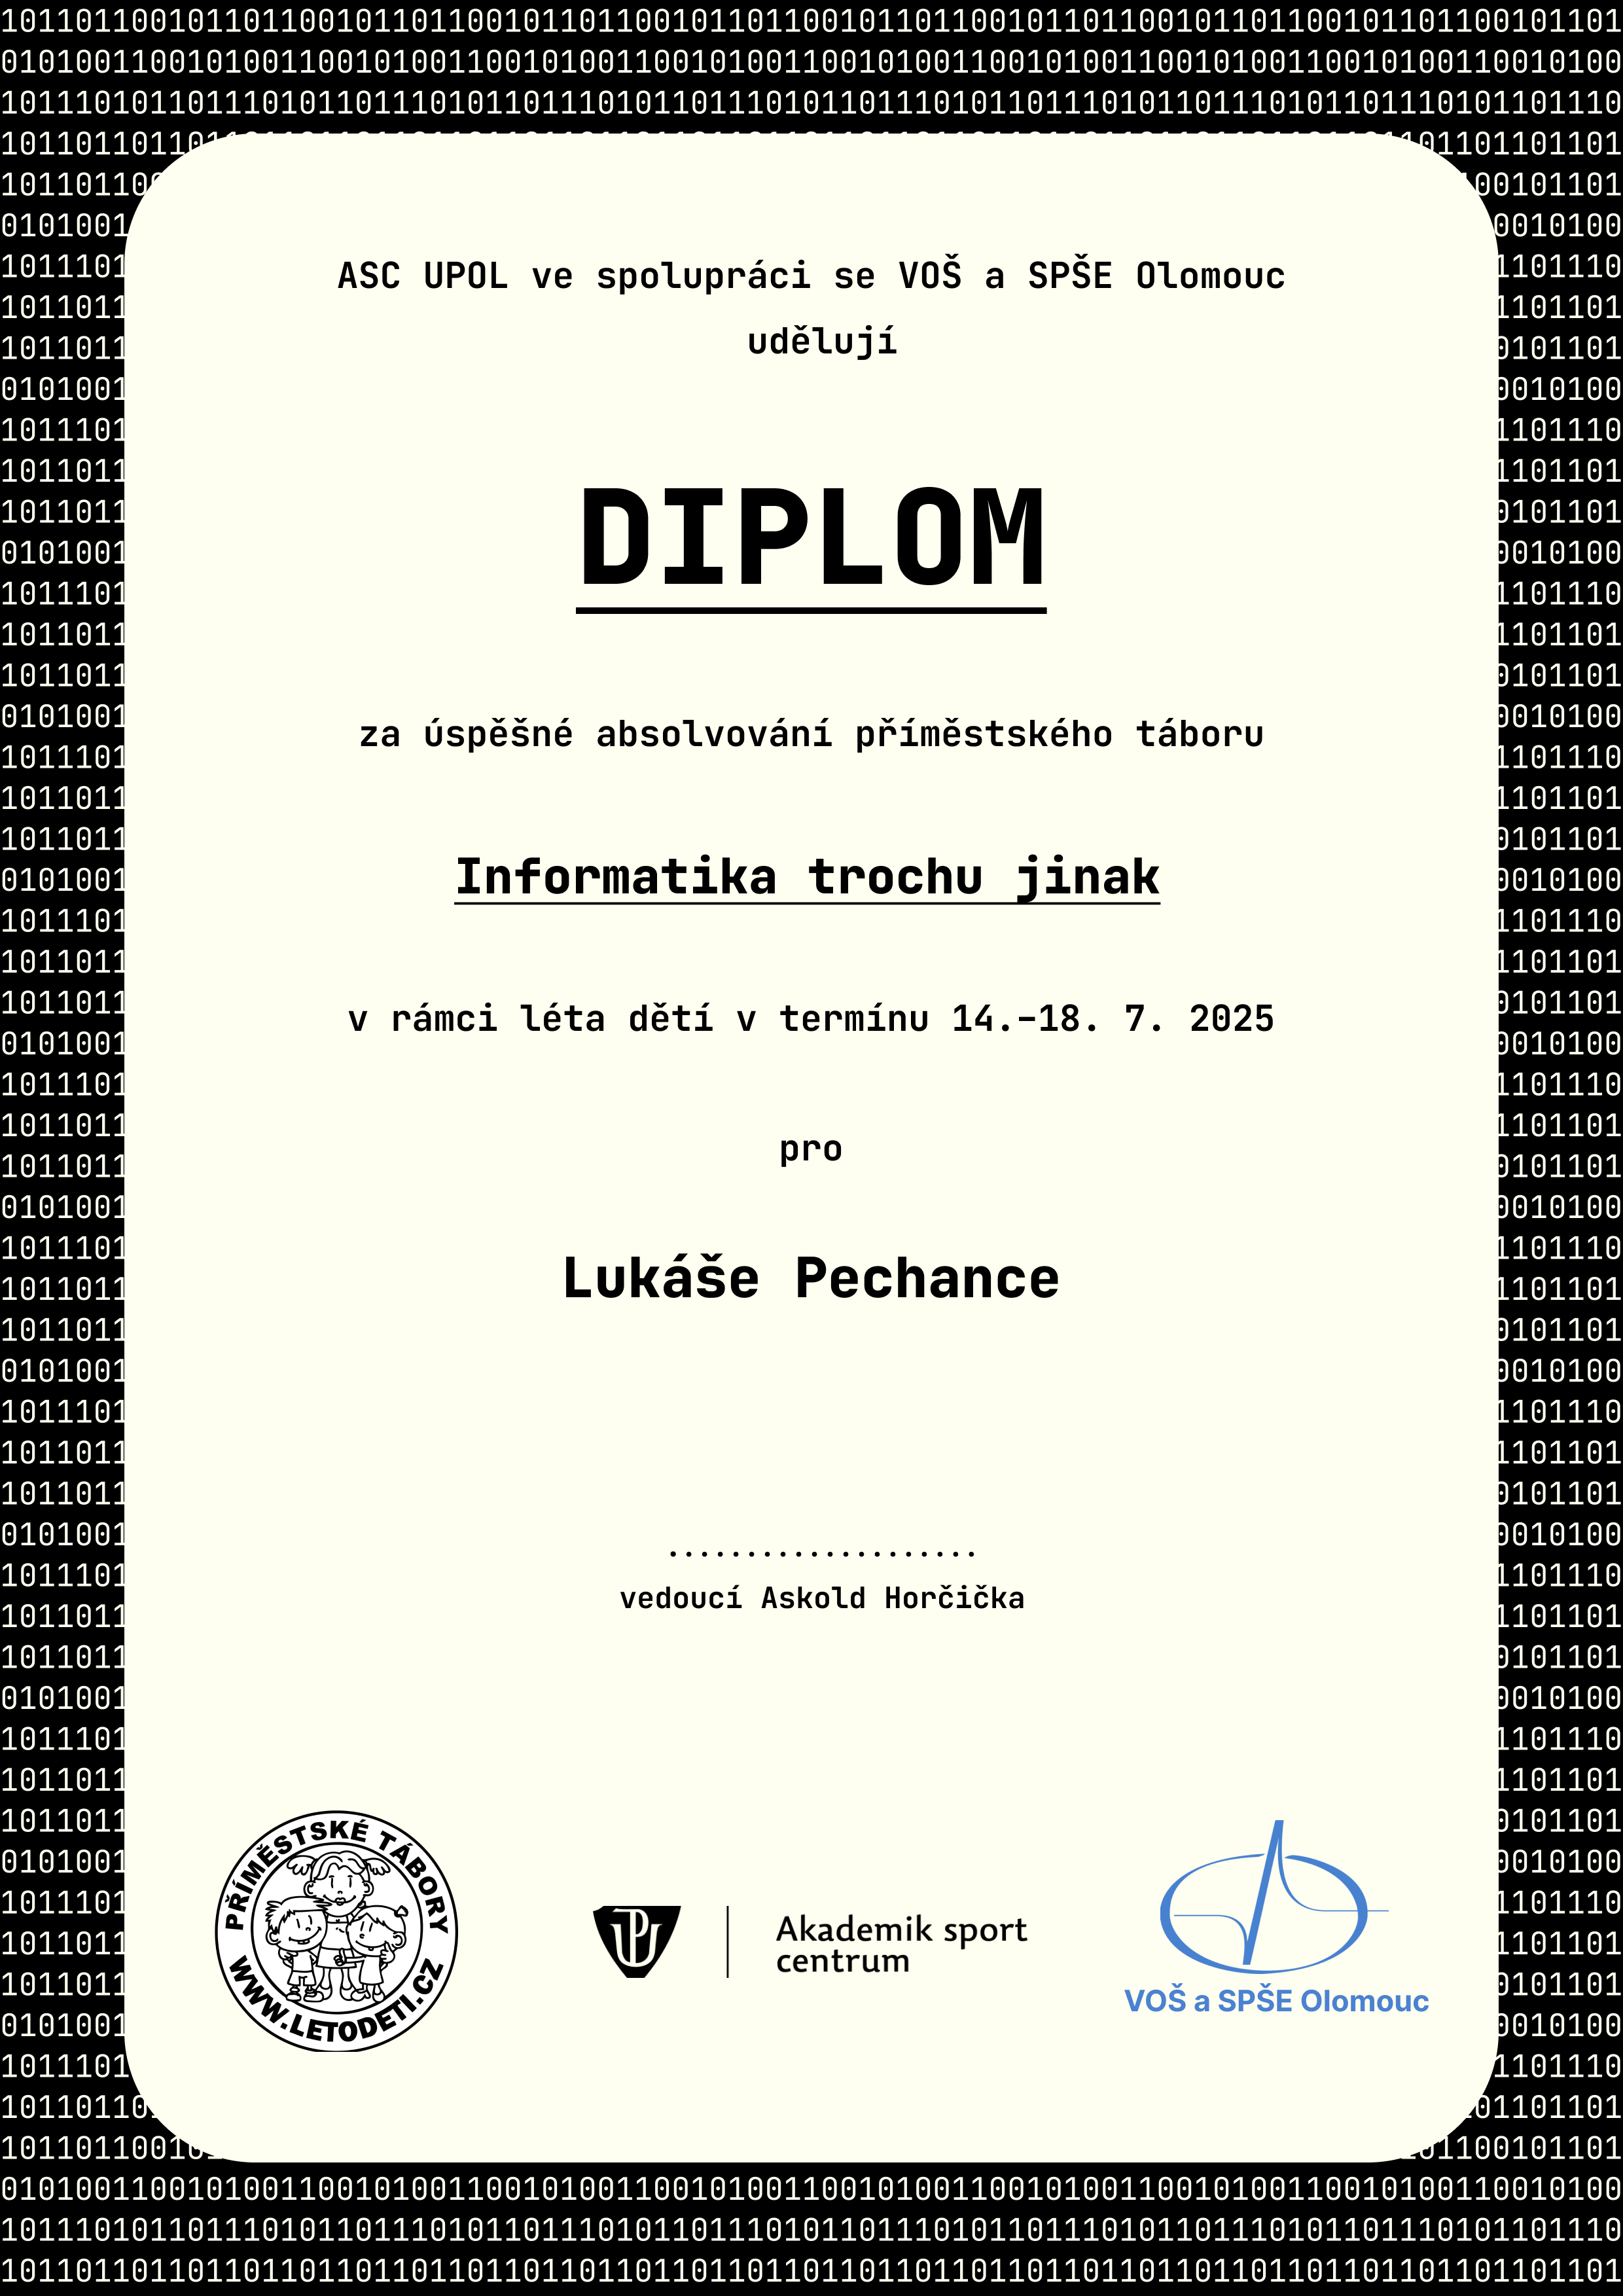 ASC UPOL ve spolupráci se VOŠ a SPŠE Olomouc
udělují
DIPLOM
za úspěšné absolvování příměstského táboru
Informatika trochu jinak
v rámci léta dětí v termínu 14.–18. 7. 2025
pro
Lukáše Pechance
....................
vedoucí Askold Horčička
PŘÍMĚSTSKÉ TÁBORY
WWW.LETODETI.CZ
UP
Akademik sport
centrum
VOŠ a SPŠE Olomouc